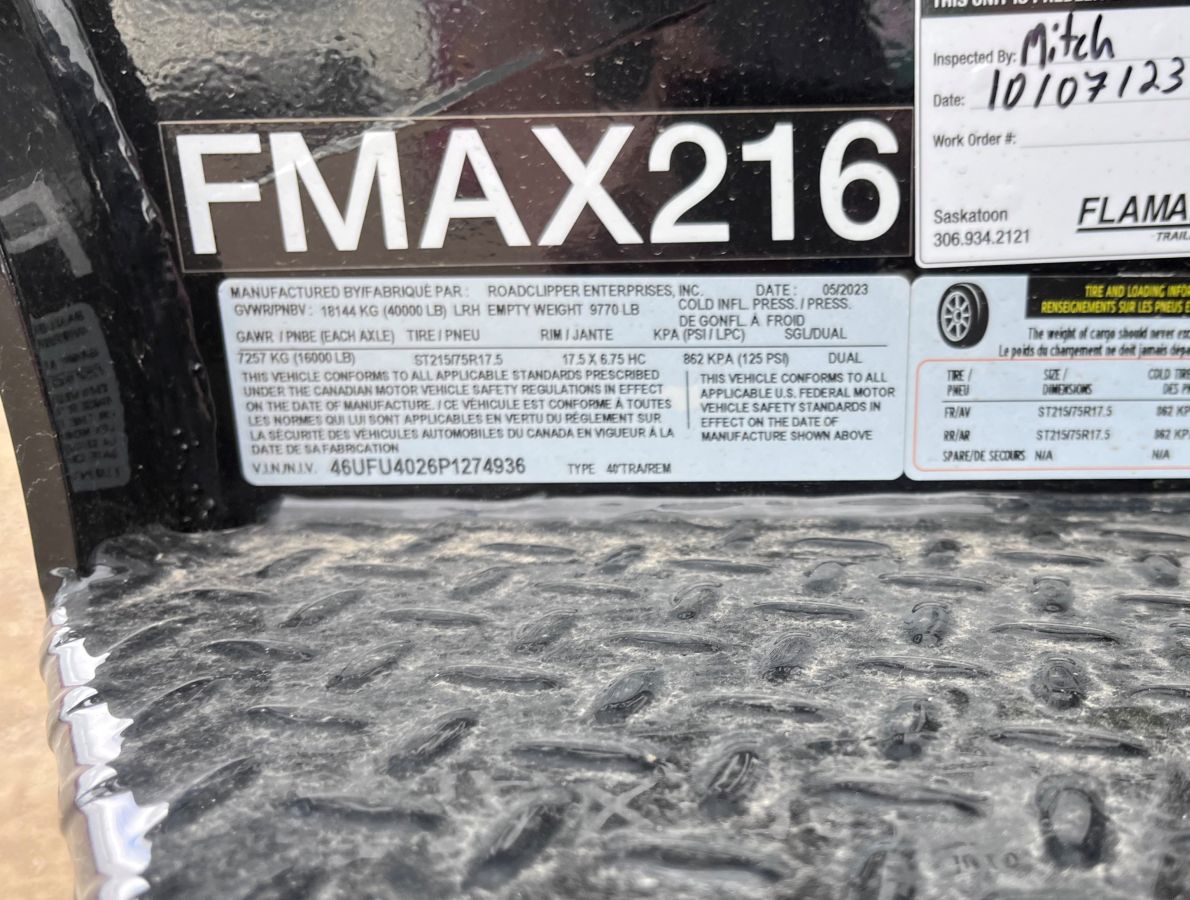 THIS UNIT IS
Inspected By: Mitch
Date: 10/07/23
Work Order #:
Saskatoon
306.934.2121
FLAMA
TRAIL
FMAX216
MANUFACTURED BY/FABRIQUÈ PAR : ROADCLIPPER ENTERPRISES, INC. DATE : 05/2023
GVWR/PNBV : 18144 KG (40000 LB) LRH EMPTY WEIGHT 9770 LB COLD INFL. PRESS. / PRESS.
DE GONFL. À FROID
GAWR / PNBE (EACH AXLE) TIRE / PNEU RIM / JANTE KPA (PSI / LPC) SGL/DUAL
7257 KG (16000 LB) ST215/75R17.5 17.5 X 6.75 HC 862 KPA (125 PSI) DUAL
THIS VEHICLE CONFORMS TO ALL APPLICABLE STANDARDS PRESCRIBED
UNDER THE CANADIAN MOTOR VEHICLE SAFETY REGULATIONS IN EFFECT
ON THE DATE OF MANUFACTURE. / CE VÉHICULE EST CONFORME À TOUTES
LES NORMES QUI LUI SONT APPLICABLES EN VERTU DU RÈGLEMENT SUR
LA SÉCURITÉ DES VÉHICULES AUTOMOBILES DU CANADA EN VIGUEUR À LA
DATE DE SA FABRICATION
THIS VEHICLE CONFORMS TO ALL
APPLICABLE U.S. FEDERAL MOTOR
VEHICLE SAFETY STANDARDS IN
EFFECT ON THE DATE OF
MANUFACTURE SHOWN ABOVE
V.I.N./N.I.V. 46UFU4026P1274936 TYPE 40'TRA/REM
TIRE AND LOADING INFOR
RENSEIGNEMENTS SUR LES PNEUS E
The weight of cargo should never exc
Le poids du chargement ne doit jamais dépa
TIRE / SIZE / COLD TIRE
PNEU DIMENSIONS DES P
FR/AV ST215/75R17.5 862 KP
RR/AR ST215/75R17.5 862 KP
SPARE/DE SECOURS N/A N/A